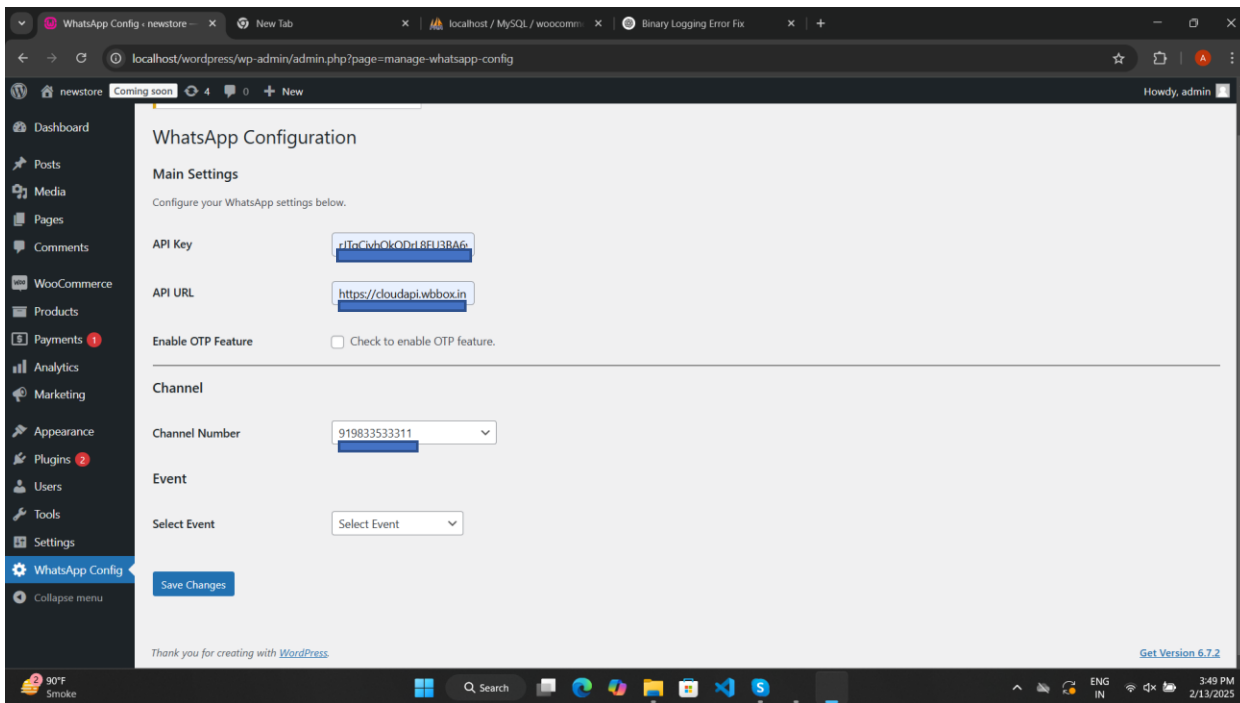 WhatsApp Config ‹ newstore —
New Tab
localhost / MySQL / woocomm
Binary Logging Error Fix
localhost/wordpress/wp-admin/admin.php?page=manage-whatsapp-config
A
newstore Coming soon 4 0 + New
Howdy, admin
Dashboard
Posts
Media
Pages
Comments
WooCommerce
Products
Payments 1
Analytics
Marketing
Appearance
Plugins 2
Users
Tools
Settings
WhatsApp Config
Collapse menu
WhatsApp Configuration
Main Settings
Configure your WhatsApp settings below.
API Key
API URL https://cloudapi.wbbox.in
Enable OTP Feature Check to enable OTP feature.
Channel
Channel Number 919833533311
Event
Select Event Select Event
Save Changes
Thank you for creating with WordPress.
Get Version 6.7.2
2
90°F
Smoke
Search
ENG
IN
3:49 PM
2/13/2025